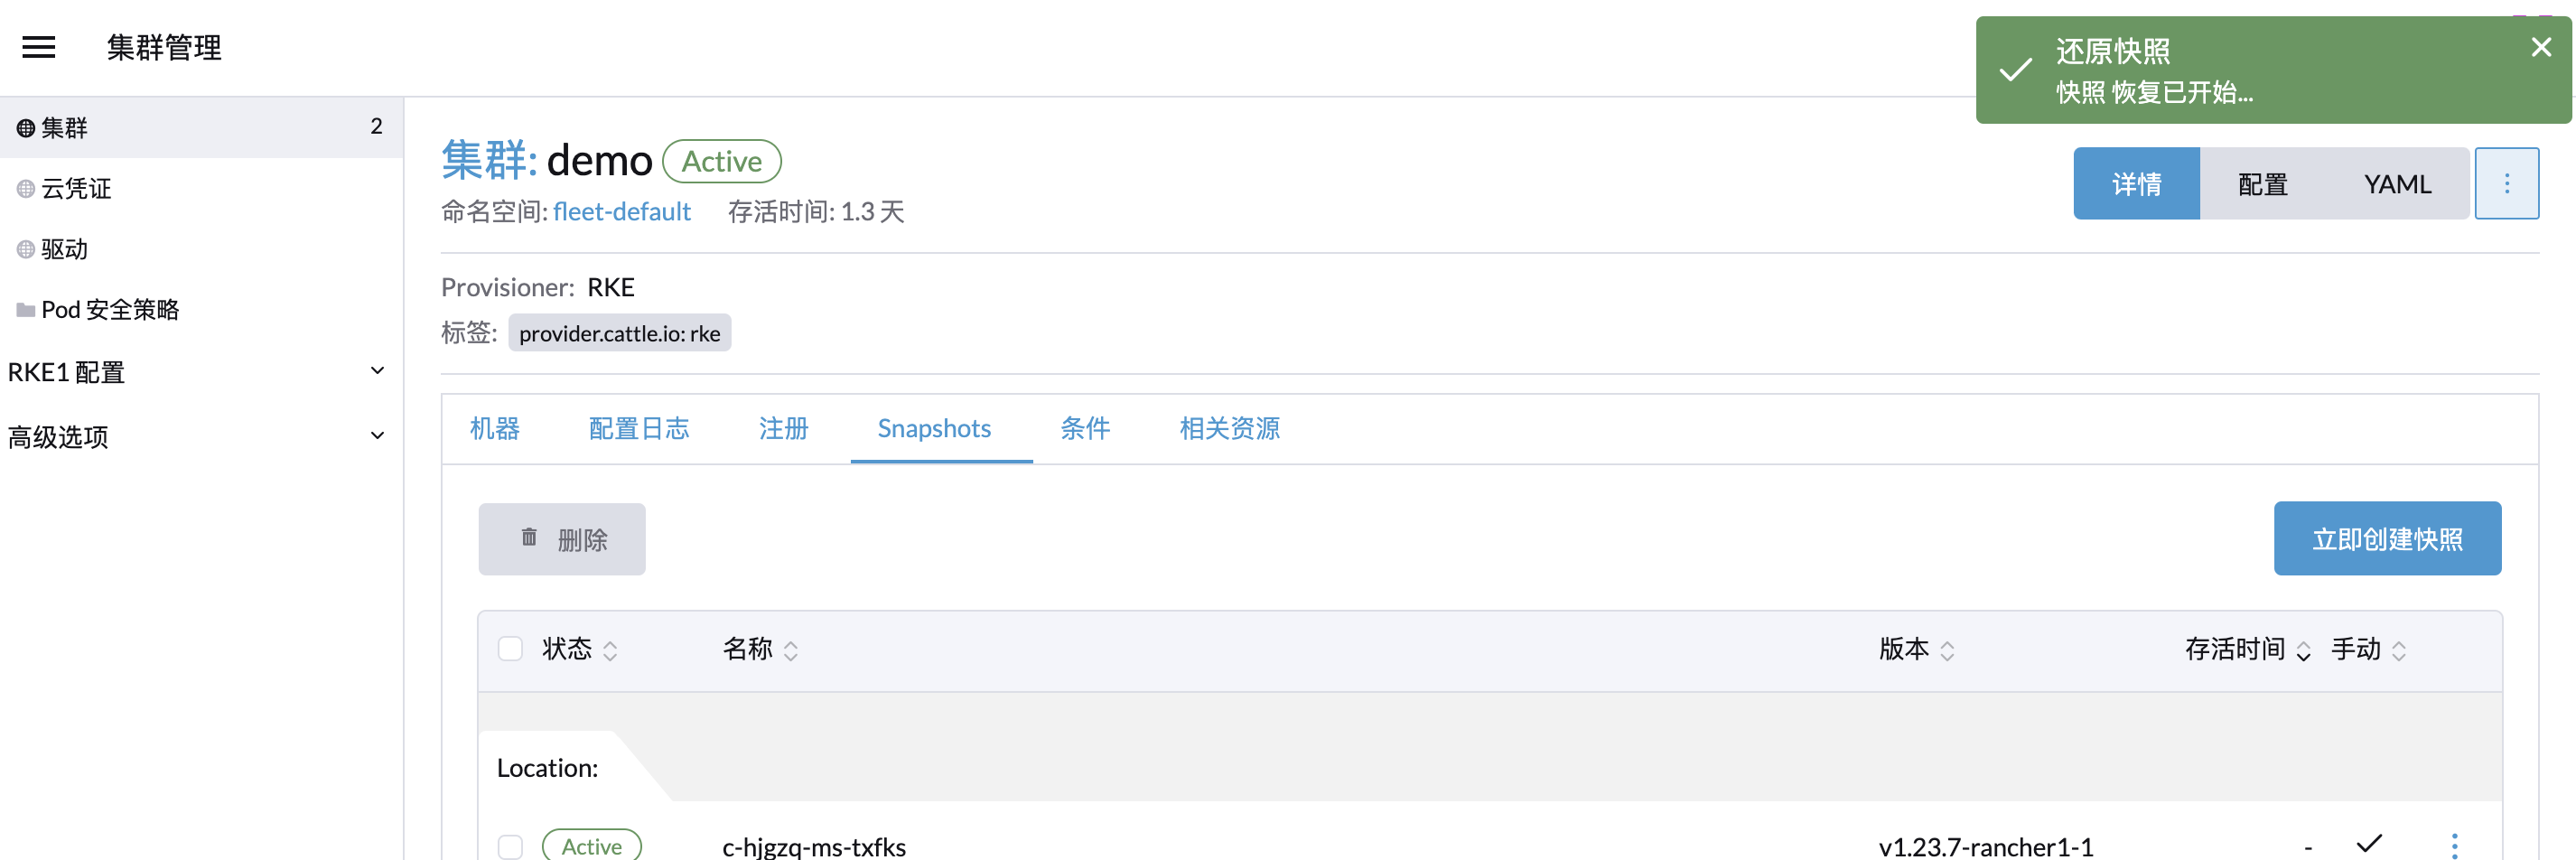 集群管理
还原快照
快照 恢复已开始...
集群 2
云凭证
驱动
Pod 安全策略
RKE1 配置
高级选项
集群: demo Active
命名空间: fleet-default 存活时间: 1.3 天
详情 配置 YAML
Provisioner: RKE
标签: provider.cattle.io: rke
机器 配置日志 注册 Snapshots 条件 相关资源
删除 立即创建快照
状态 名称 版本 存活时间 手动
Location:
Active c-hjgzq-ms-txfks v1.23.7-rancher1-1 -